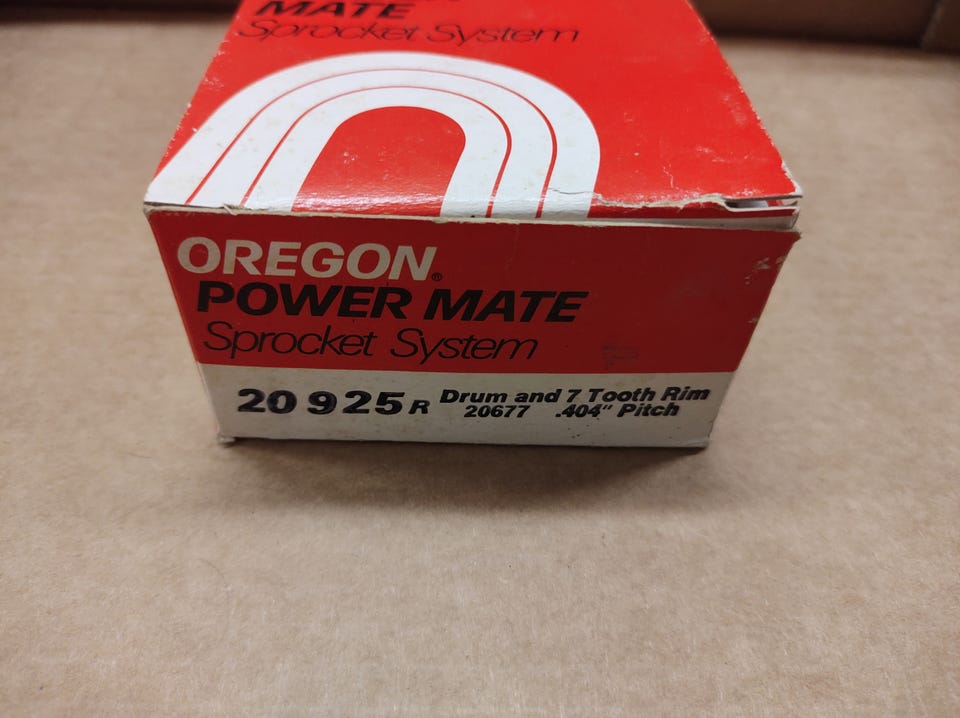 MATE
Sprocket System
OREGON®
POWER MATE
Sprocket System
20 925 R Drum and 7 Tooth Rim
20677 .404" Pitch